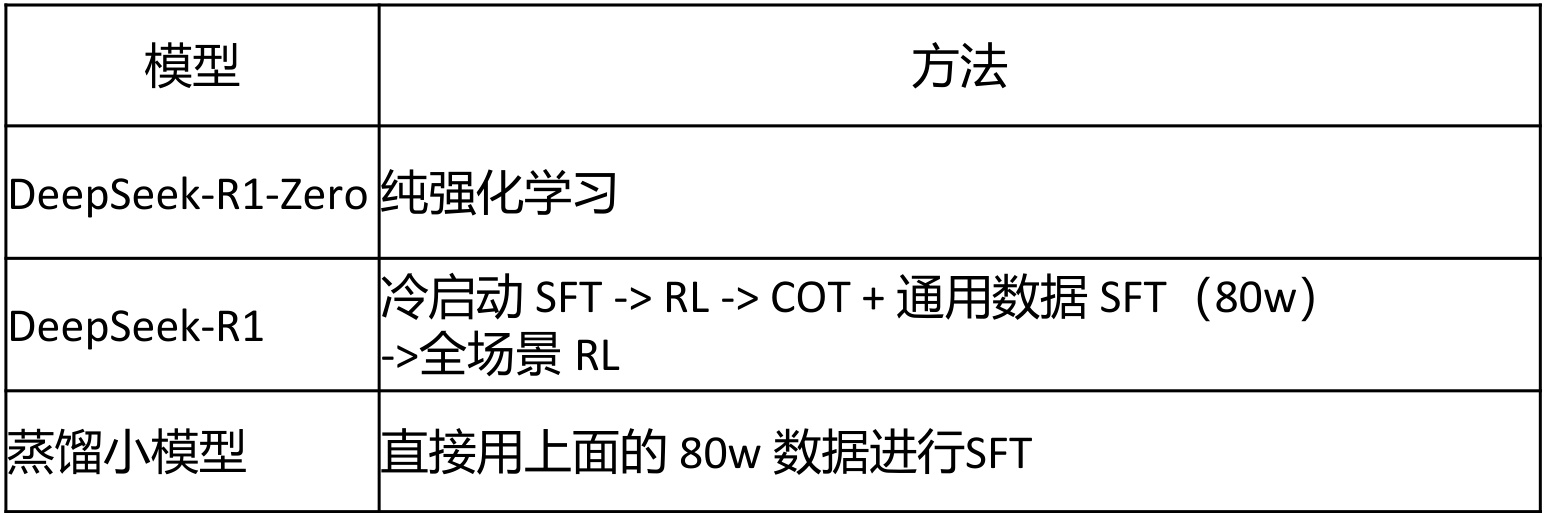 模型
方法
DeepSeek-R1-Zero
纯强化学习
DeepSeek-R1
冷启动 SFT -> RL -> COT + 通用数据 SFT（80w）
->全场景 RL
蒸馏小模型
直接用上面的 80w 数据进行SFT